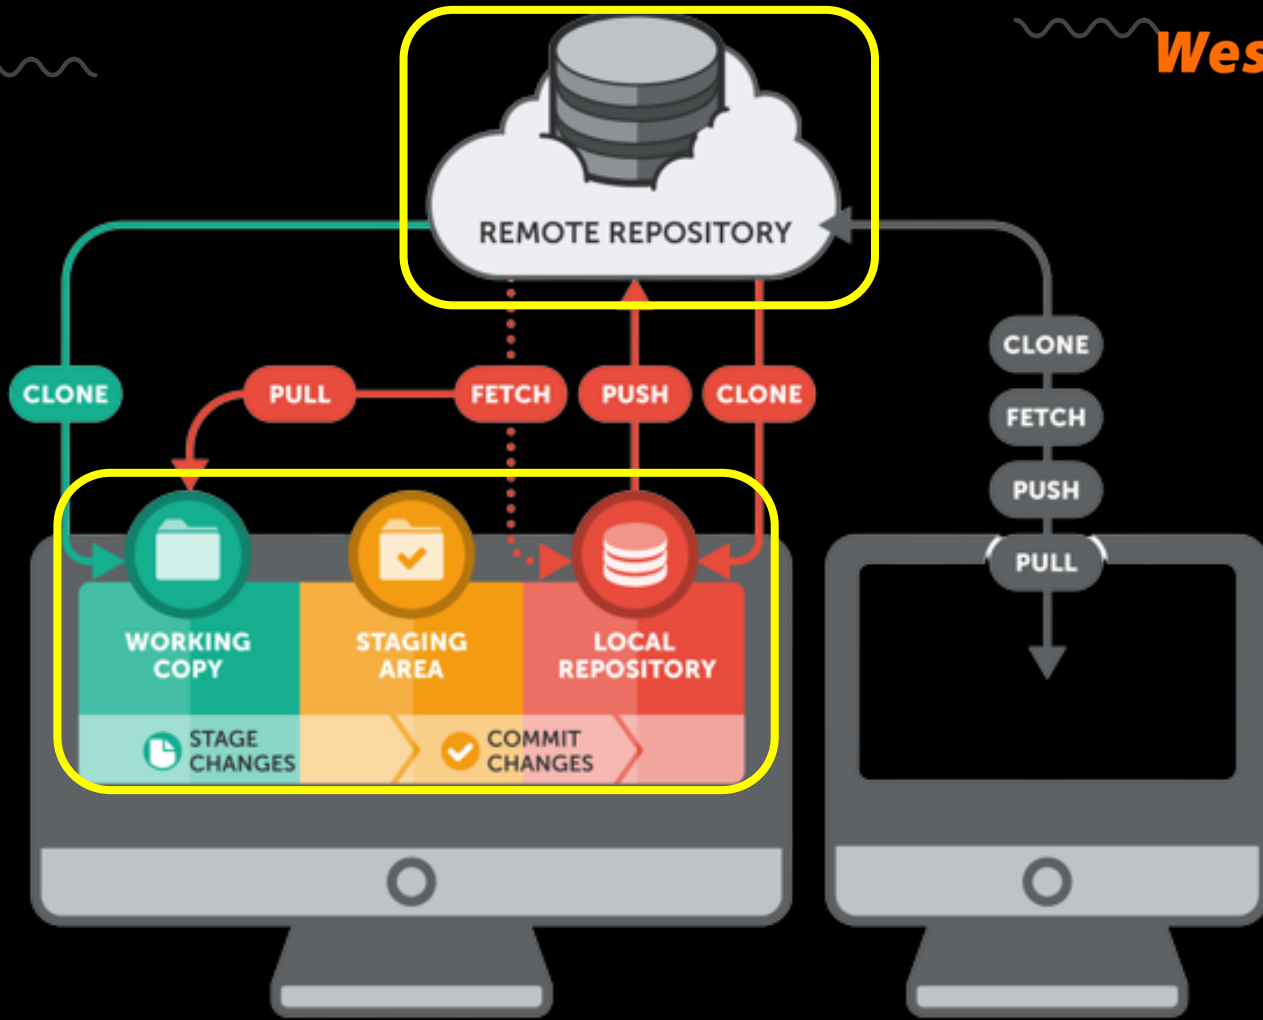 Wes
REMOTE REPOSITORY
CLONE
PULL
FETCH
PUSH
CLONE
CLONE
FETCH
PUSH
PULL
WORKING
COPY
STAGING
AREA
LOCAL
REPOSITORY
STAGE
CHANGES
COMMIT
CHANGES